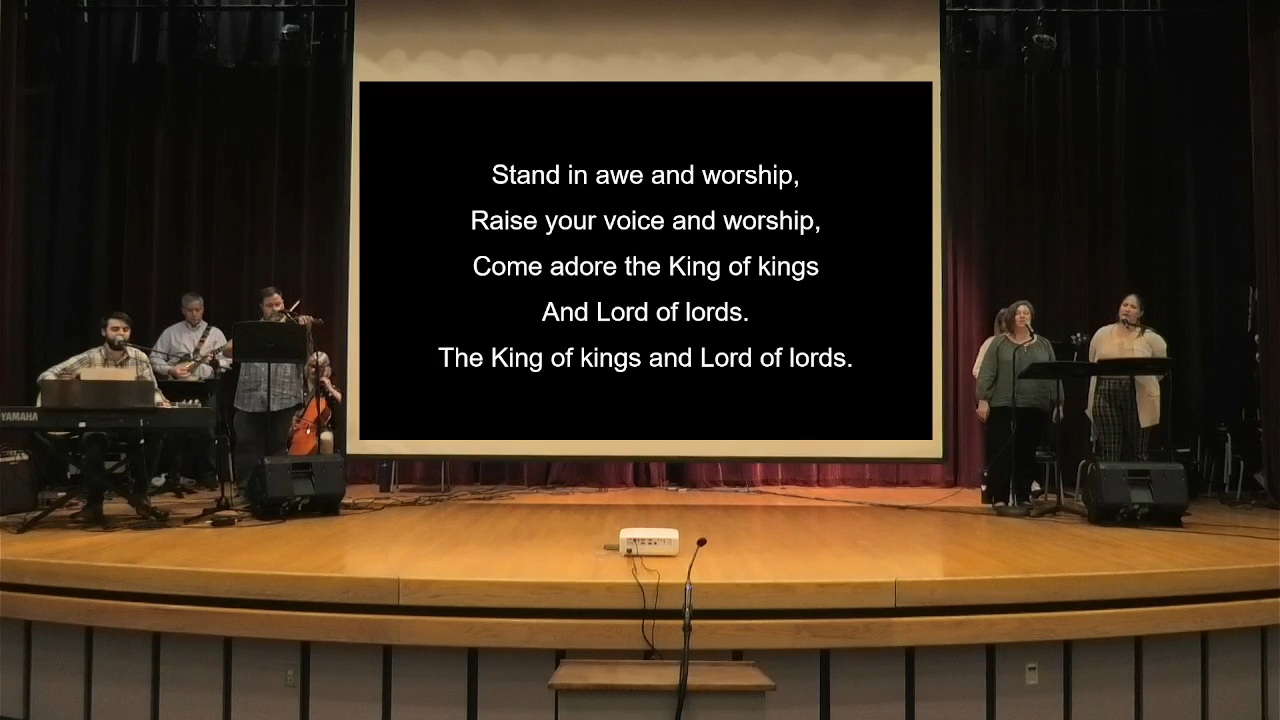 Stand in awe and worship,
Raise your voice and worship,
Come adore the King of kings
And Lord of lords.
The King of kings and Lord of lords.
YAMAHA